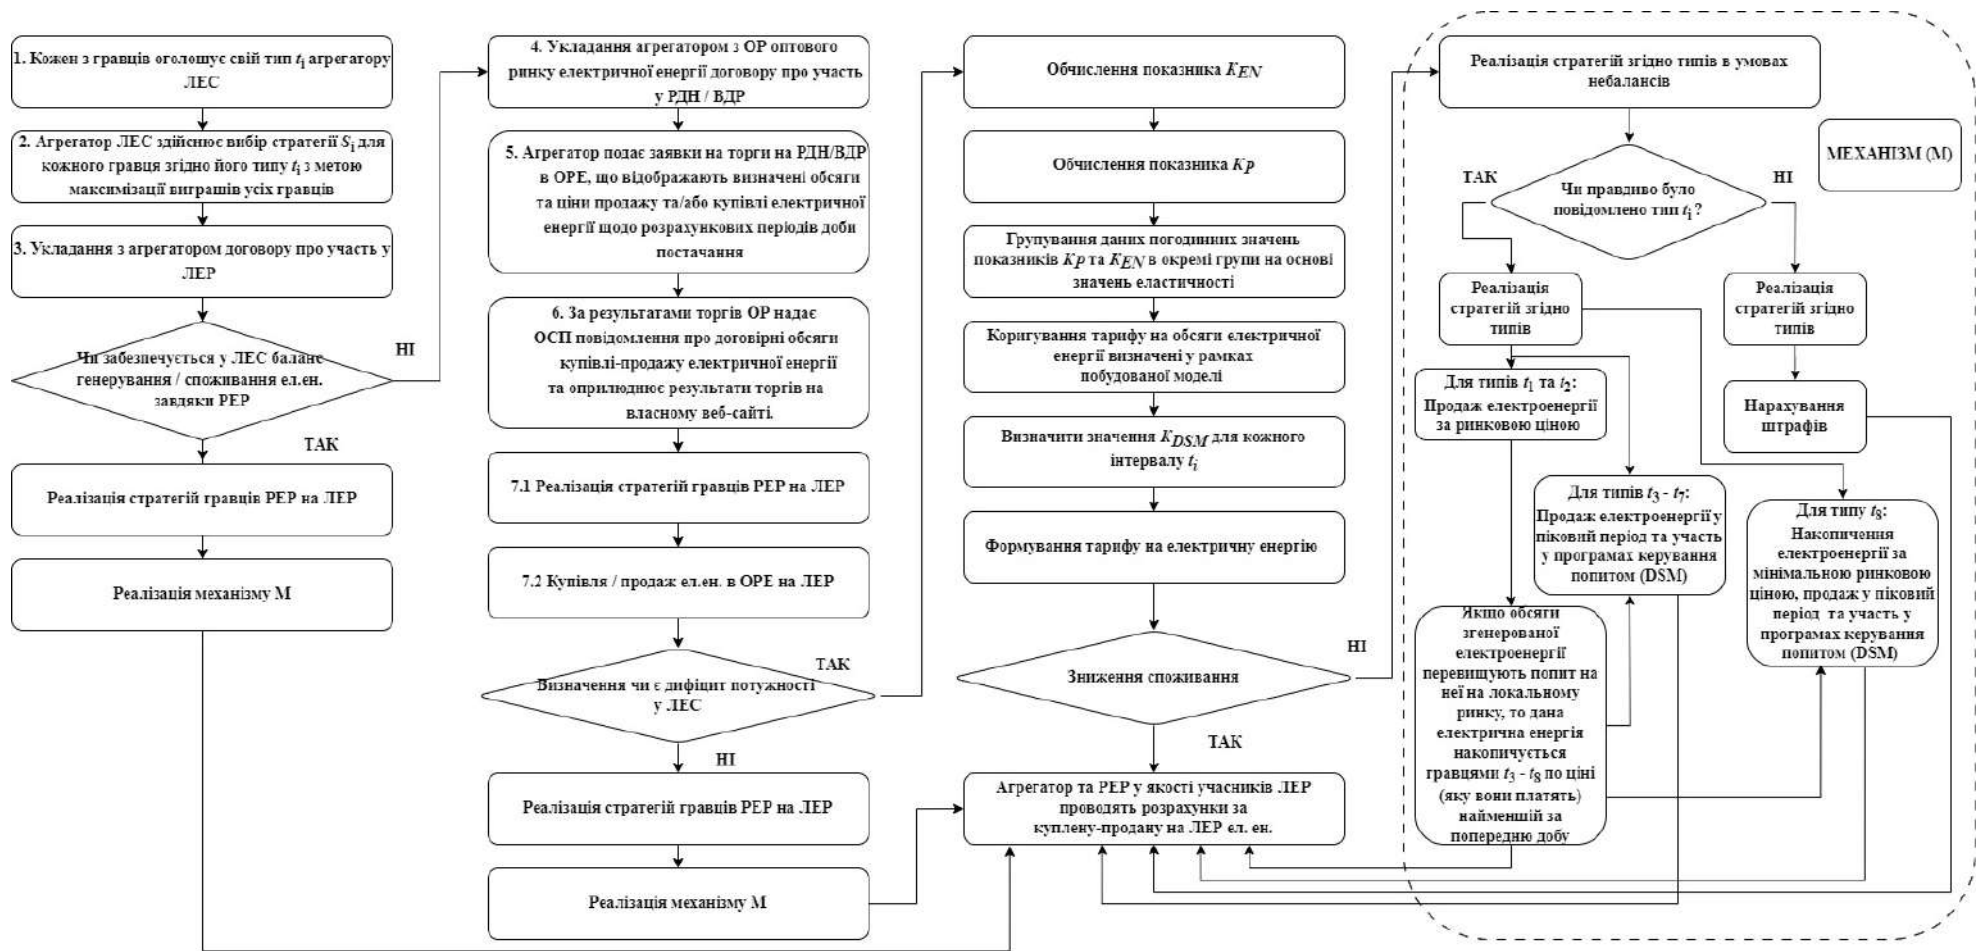 1. Кожен з гравців оголошує свій тип ti агрегатору
ЛЕС
2. Агрегатор ЛЕС здійснює вибір стратегії Si для
кожного гравця згідно його типу ti з метою
максимізації виграшів усіх гравців
3. Укладання з агрегатором договору про участь у
ЛЕР
Чи забезпечується у ЛЕС баланс
генерування / споживання ел.ен.
завдяки РЕР
НІ
ТАК
Реалізація стратегій гравців РЕР на ЛЕР
Реалізація механізму М
4. Укладання агрегатором з ОР оптового
ринку електричної енергії договору про участь
у РДН / ВДР
5. Агрегатор подає заявки на торги на РДН/ВДР
в ОРЕ, що відображають визначені обсяги
та ціни продажу та/або купівлі електричної
енергії щодо розрахункових періодів доби
постачання
6. За результатами торгів ОР надає
ОСП повідомлення про договірні обсяги
купівлі-продажу електричної енергії
та оприлюднює результати торгів на
власному веб-сайті.
7.1 Реалізація стратегій гравців РЕР на ЛЕР
7.2 Купівля / продаж ел.ен. в ОРЕ на ЛЕР
Визначення чи є дифіцит потужності
у ЛЕС
ТАК
НІ
Реалізація стратегій гравців РЕР на ЛЕР
Реалізація механізму М
Обчислення показника KEN
Обчислення показника KP
Групування даних погодинних значень
показників KP та KEN в окремі групи на основі
значень еластичності
Коригування тарифу на обсяги електричної
енергії визначені у рамках
побудованої моделі
Визначити значення KDSM для кожного
інтервалу ti
Формування тарифу на електричну енергію
Зниження споживання
НІ
ТАК
Агрегатор та РЕР у якості учасників ЛЕР
проводять розрахунки за
куплену-продану на ЛЕР ел. ен.
Реалізація стратегій згідно типів в умовах
небалансів
МЕХАНІЗМ (М)
Чи правдиво було
повідомлено тип ti ?
ТАК
НІ
Реалізація
стратегій згідно
типів
Реалізація
стратегій згідно
типів
Для типів t1 та t2:
Продаж електроенергії
за ринковою ціною
Нарахування
штрафів
Для типів t3 - t7:
Продаж електроенергії у
піковий період та участь
у програмах керування
попитом (DSM)
Для типу t8:
Накопичення
електроенергії за
мінімальною ринковою
ціною, продаж у піковий
період та участь у
програмах керування
попитом (DSM)
Якщо обсяги
згенерованої
електроенергії
перевищують попит на
неї на локальному
ринку, то дана
електрична енергія
накопичується
гравцями t3 - t8 по ціні
(яку вони платять)
найменшій за
попередню добу